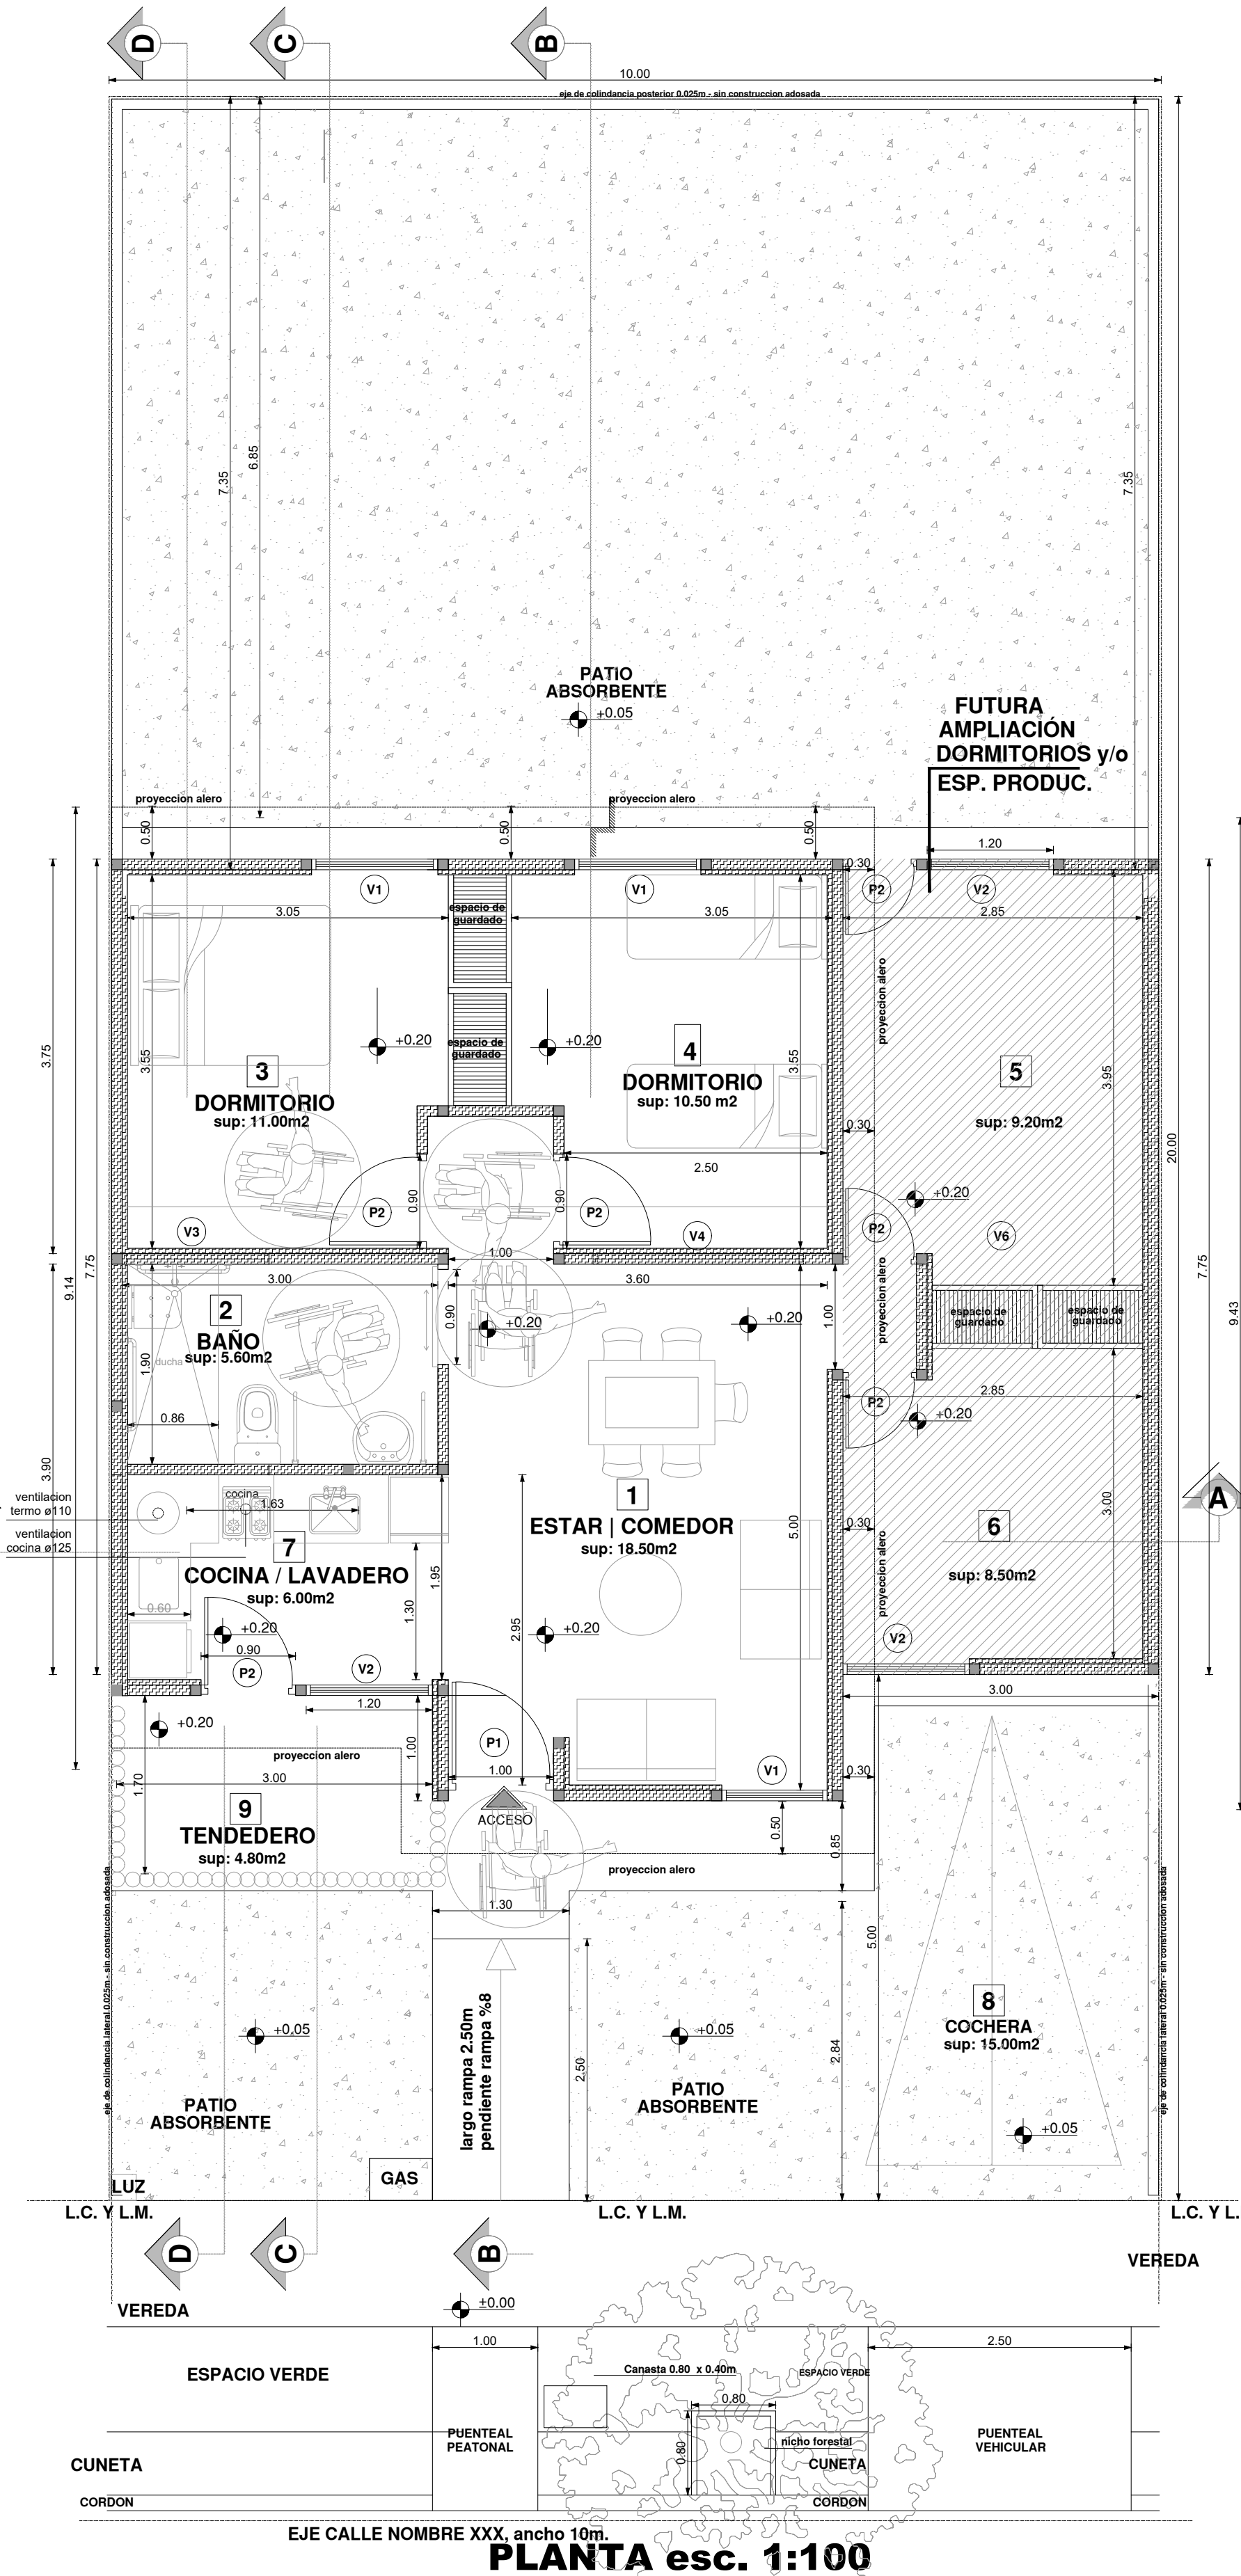 D
C
B
10.00
eje de colindancia posterior 0.025m - sin construccion adosada
7.35
6.85
7.35
PATIO
ABSORBENTE
+0.05
FUTURA
AMPLIACIÓN
DORMITORIOS y/o
ESP. PRODUC.
proyeccion alero
proyeccion alero
0.50
0.50
0.50
1.20
0.30
V1
V1
P2
V2
3.05
espacio de
guardado
3.05
2.85
proyeccion alero
3.75
3.55
+0.20
espacio de
guardado
+0.20
3.55
3
DORMITORIO
sup: 11.00m2
4
DORMITORIO
sup: 10.50 m2
5
sup: 9.20m2
3.95
0.30
20.00
2.50
+0.20
0.90
0.90
P2
P2
P2
V3
V4
V6
1.00
7.75
9.14
7.75
9.43
3.00
3.60
2
BAÑO
sup: 5.60m2
0.90
+0.20
+0.20
1.00
proyeccion alero
espacio de
guardado
espacio de
guardado
1.90
ducha
0.86
P2
2.85
+0.20
3.90
ventilacion
termo ø110
ventilacion
cocina ø125
cocina
1.63
7
COCINA / LAVADERO
sup: 6.00m2
1
ESTAR | COMEDOR
sup: 18.50m2
5.00
0.30
proyeccion alero
6
sup: 8.50m2
3.00
A
1.95
1.30
0.60
+0.20
0.90
P2
V2
2.95
+0.20
V2
1.20
3.00
+0.20
1.00
P1
proyeccion alero
1.00
V1
0.30
1.70
3.00
9
TENDEDERO
sup: 4.80m2
ACCESO
0.50
0.85
proyeccion alero
1.30
5.00
eje de colindancia lateral 0.025m - sin construccion adosada
eje de colindancia lateral 0.025m - sin construccion adosada
largo rampa 2.50m
pendiente rampa %8
2.50
2.84
8
COCHERA
sup: 15.00m2
+0.05
+0.05
PATIO
ABSORBENTE
PATIO
ABSORBENTE
+0.05
LUZ
GAS
L.C. Y L.M.
L.C. Y L.M.
L.C. Y L.
D
C
B
VEREDA
VEREDA
±0.00
1.00
2.50
ESPACIO VERDE
Canasta 0.80 x 0.40m
ESPACIO VERDE
0.80
PUENTEAL
PEATONAL
0.80
nicho forestal
PUENTEAL
VEHICULAR
CUNETA
CUNETA
CORDON
CORDON
EJE CALLE NOMBRE XXX, ancho 10m.
PLANTA esc. 1:100